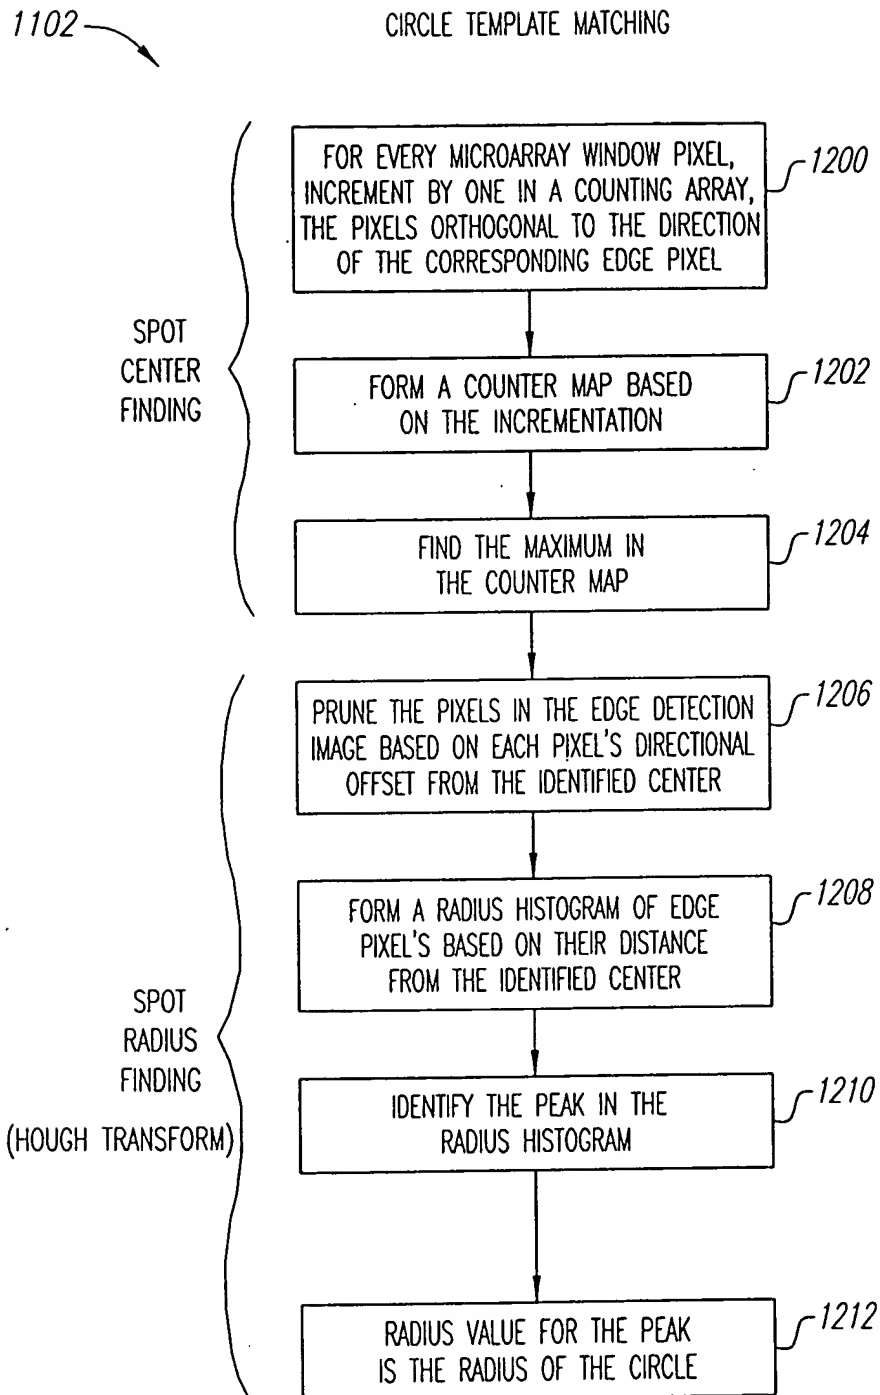 1102
CIRCLE TEMPLATE MATCHING
FOR EVERY MICROARRAY WINDOW PIXEL,
INCREMENT BY ONE IN A COUNTING ARRAY,
THE PIXELS ORTHOGONAL TO THE DIRECTION
OF THE CORRESPONDING EDGE PIXEL
1200
SPOT
CENTER
FINDING
FORM A COUNTER MAP BASED
ON THE INCREMENTATION
1202
FIND THE MAXIMUM IN
THE COUNTER MAP
1204
PRUNE THE PIXELS IN THE EDGE DETECTION
IMAGE BASED ON EACH PIXEL'S DIRECTIONAL
OFFSET FROM THE IDENTIFIED CENTER
1206
FORM A RADIUS HISTOGRAM OF EDGE
PIXEL'S BASED ON THEIR DISTANCE
FROM THE IDENTIFIED CENTER
1208
SPOT
RADIUS
FINDING
(HOUGH TRANSFORM)
IDENTIFY THE PEAK IN THE
RADIUS HISTOGRAM
1210
RADIUS VALUE FOR THE PEAK
IS THE RADIUS OF THE CIRCLE
1212